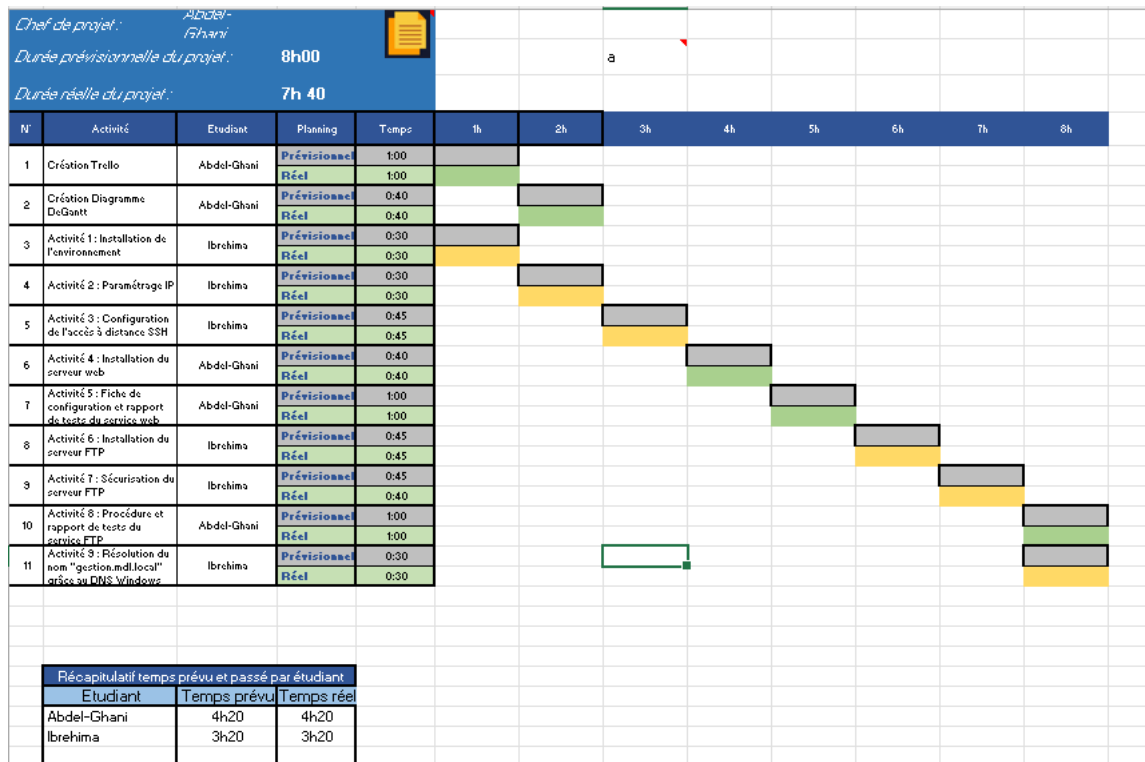 Chef de projet : Abdel-Ghani
Durée prévisionnelle du projet : 8h00
a
Durée réelle du projet : 7h 40
N° Activité Etudiant Planning Temps 1h 2h 3h 4h 5h 6h 7h 8h
1 Création Trello Abdel-Ghani Prévisionnel 1:00
Réel 1:00
2 Création Diagramme DeGantt Abdel-Ghani Prévisionnel 0:40
Réel 0:40
3 Activité 1 : Installation de l'environnement Ibrehima Prévisionnel 0:30
Réel 0:30
4 Activité 2 : Paramétrage IP Ibrehima Prévisionnel 0:30
Réel 0:30
5 Activité 3 : Configuration de l'accès à distance SSH Ibrehima Prévisionnel 0:45
Réel 0:45
6 Activité 4 : Installation du serveur web Abdel-Ghani Prévisionnel 0:40
Réel 0:40
7 Activité 5 : Fiche de configuration et rapport de tests du service web Abdel-Ghani Prévisionnel 1:00
Réel 1:00
8 Activité 6 : Installation du serveur FTP Ibrehima Prévisionnel 0:45
Réel 0:45
9 Activité 7 : Sécurisation du serveur FTP Ibrehima Prévisionnel 0:45
Réel 0:40
10 Activité 8 : Procédure et rapport de tests du service FTP Abdel-Ghani Prévisionnel 1:00
Réel 1:00
11 Activité 9 : Résolution du nom "gestion.mdl.local" grâce au DNS Windows Ibrehima Prévisionnel 0:30
Réel 0:30
Récapitulatif temps prévu et passé par étudiant
Etudiant Temps prévu Temps réel
Abdel-Ghani 4h20 4h20
Ibrehima 3h20 3h20